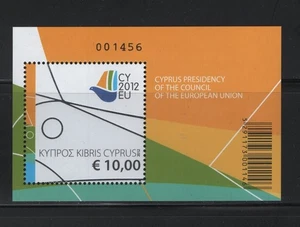 001456
CY
2012
EU
CYPRUS PRESIDENCY
OF THE COUNCIL
OF THE EUROPEAN UNION
ΚΥΠΡΟΣ KIBRIS CYPRUS
€ 10,00